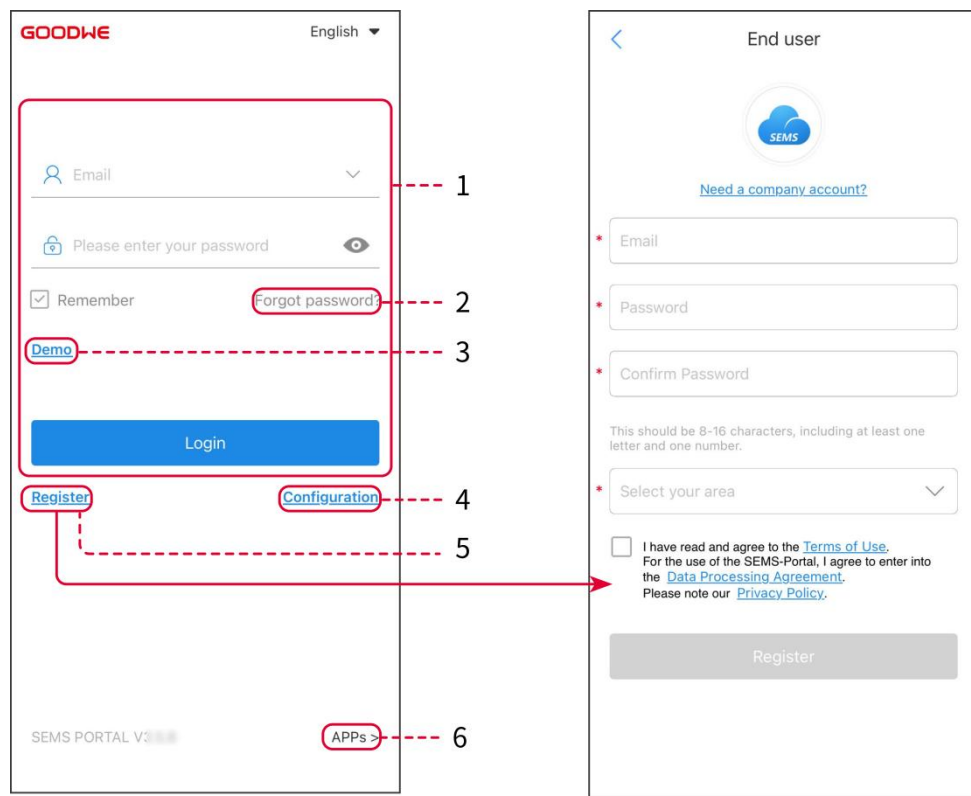 GOODWE
English
Email
Please enter your password
Remember
Forgot password?
Demo
Login
Register
Configuration
SEMS PORTAL
APPs >
1
2
3
4
5
6
End user
SEMS
Need a company account?
* Email
* Password
* Confirm Password
This should be 8-16 characters, including at least one
letter and one number.
* Select your area
I have read and agree to the Terms of Use.
For the use of the SEMS-Portal, I agree to enter into
the Data Processing Agreement.
Please note our Privacy Policy.
Register